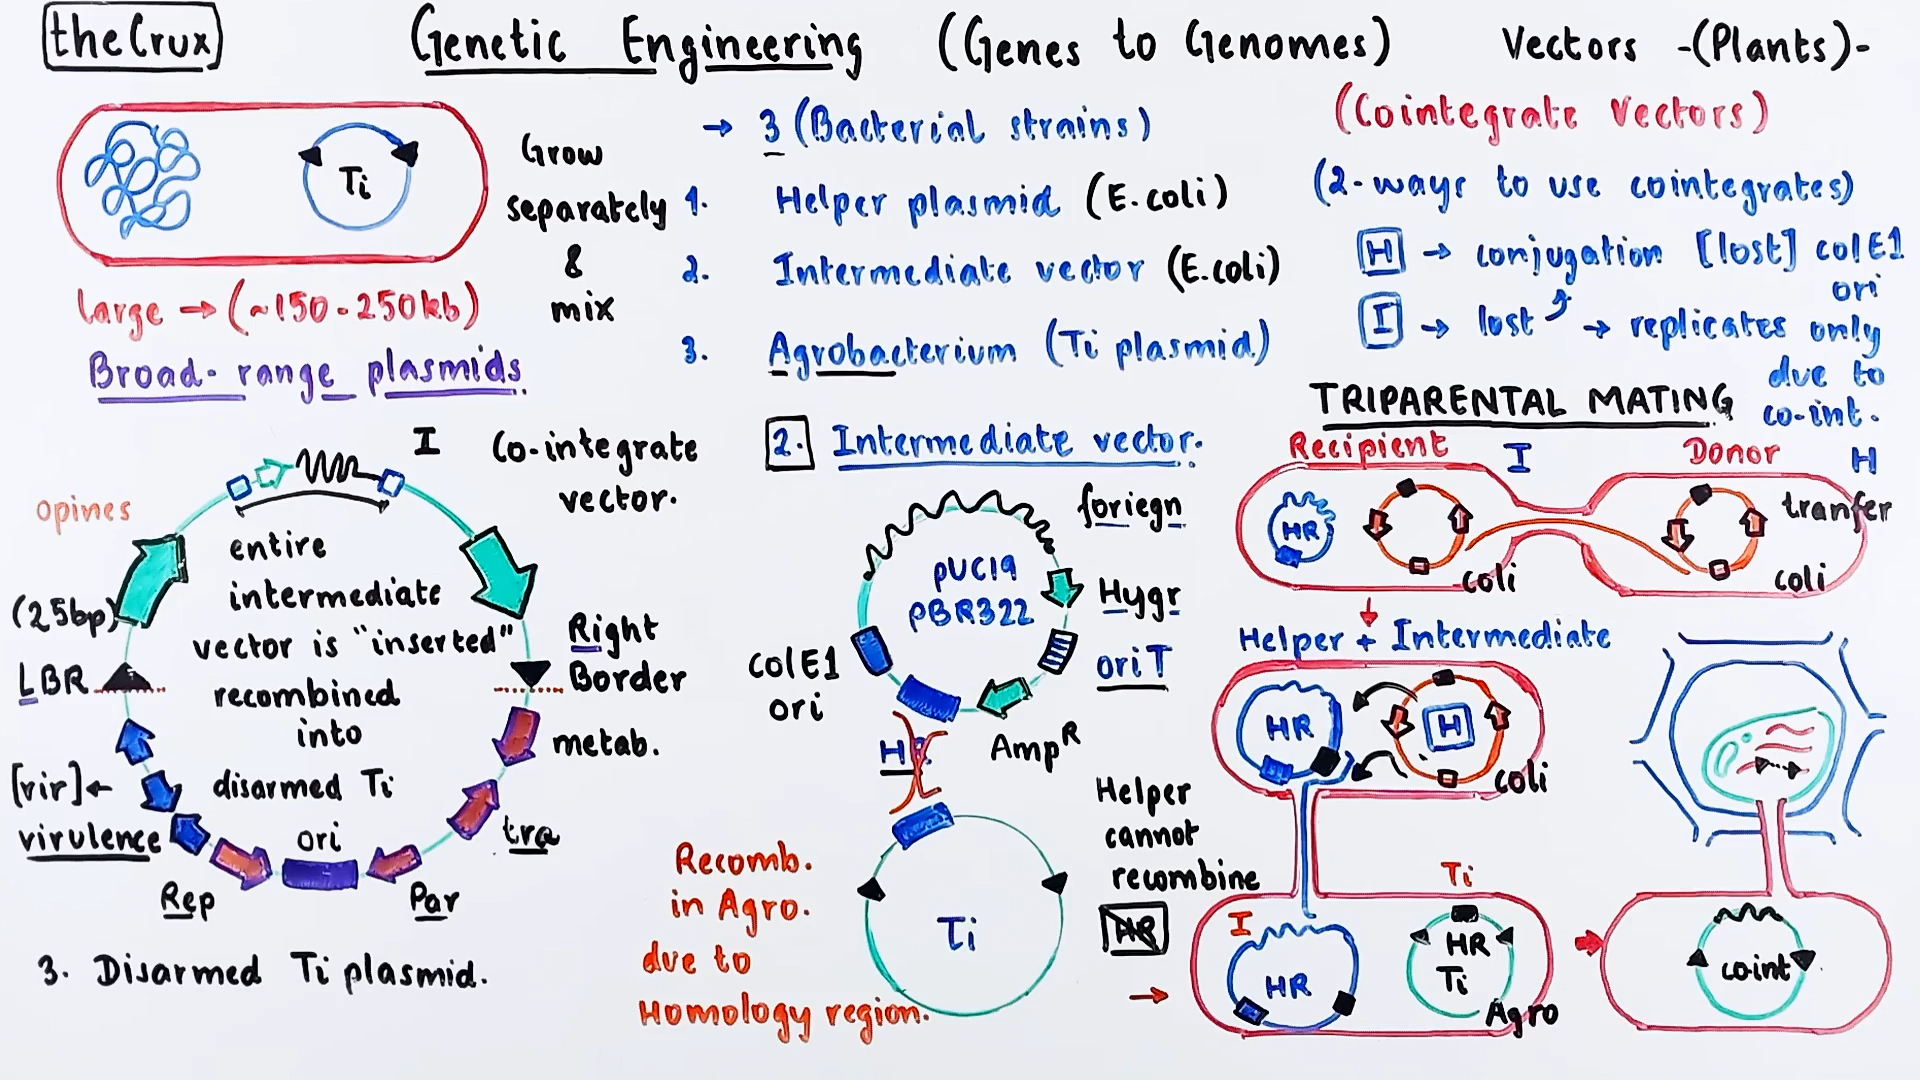 theCrux
Genetic Engineering (Genes to Genomes) Vectors -(Plants)-
Ti
Grow
separately
&
mix
large → (~150-250kb)
Broad-range plasmids
→ 3 (Bacterial strains)
1. Helper plasmid (E.coli)
2. Intermediate vector (E.coli)
3. Agrobacterium (Ti plasmid)
(Cointegrate vectors)
(2-ways to use cointegrates)
H → conjugation [lost] colE1
ori
I → lost → replicates only
due to
co-int.
I Co-integrate
vector.
opines
entire
intermediate
vector is "inserted"
recombined
into
disarmed Ti
(25bp)
LBR
Right
Border
metab.
[vir]←
virulence
ori
tra
Rep
Par
3. Disarmed Ti plasmid.
2. Intermediate vector.
foriegn
pUC19
pBR322
Hygr
oriT
colE1
ori
AmpR
Ti
Recomb.
in Agro.
due to
Homology region.
Helper
cannot
recombine
HR
TRIPARENTAL MATING
Recipient I Donor H
HR
tranfer
coli
coli
Helper + Intermediate
HR
H
coli
Ti
I
HR
HR
Ti
Agro
co-int